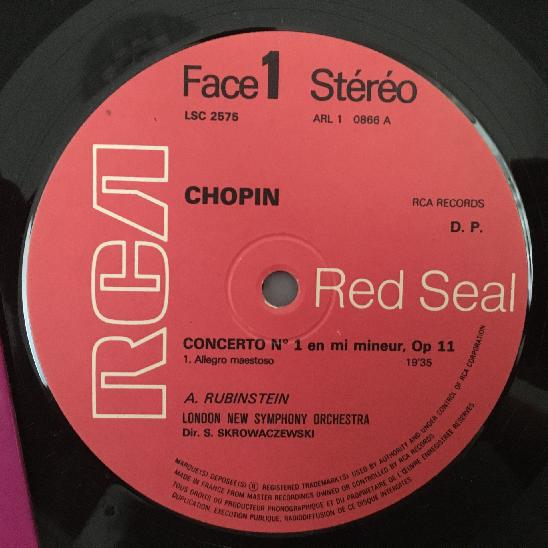 Face 1 Stéréo
LSC 2575 ARL 1 0866 A
RCA
CHOPIN
RCA RECORDS
D. P.
Red Seal
CONCERTO N° 1 en mi mineur, Op 11
1. Allegro maestoso 19'35
A. RUBINSTEIN
LONDON NEW SYMPHONY ORCHESTRA
Dir. S. SKROWACZEWSKI
MARQUE(S) DEPOSÉE(S) ® REGISTERED TRADEMARK(S) USED BY AUTHORITY AND UNDER CONTROL OF RCA CORPORATION
MADE IN FRANCE FROM MASTER RECORDINGS OWNED OR CONTROLLED BY RCA RECORDS
TOUS DROITS DU PRODUCTEUR PHONOGRAPHIQUE ET DU PROPRIETAIRE DE L'ŒUVRE ENREGISTREE RESERVES
DUPLICATION, EXECUTION PUBLIQUE, RADIODIFFUSION DE CE DISQUE INTERDITES